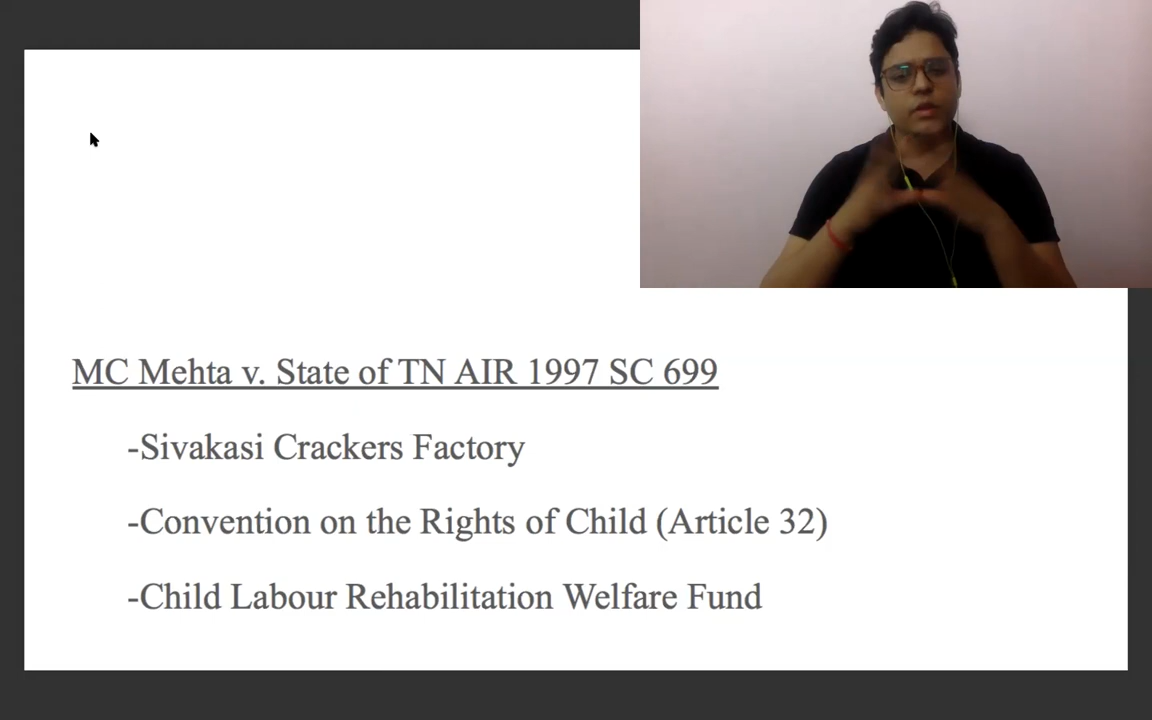 MC Mehta v. State of TN AIR 1997 SC 699
-Sivakasi Crackers Factory
-Convention on the Rights of Child (Article 32)
-Child Labour Rehabilitation Welfare Fund